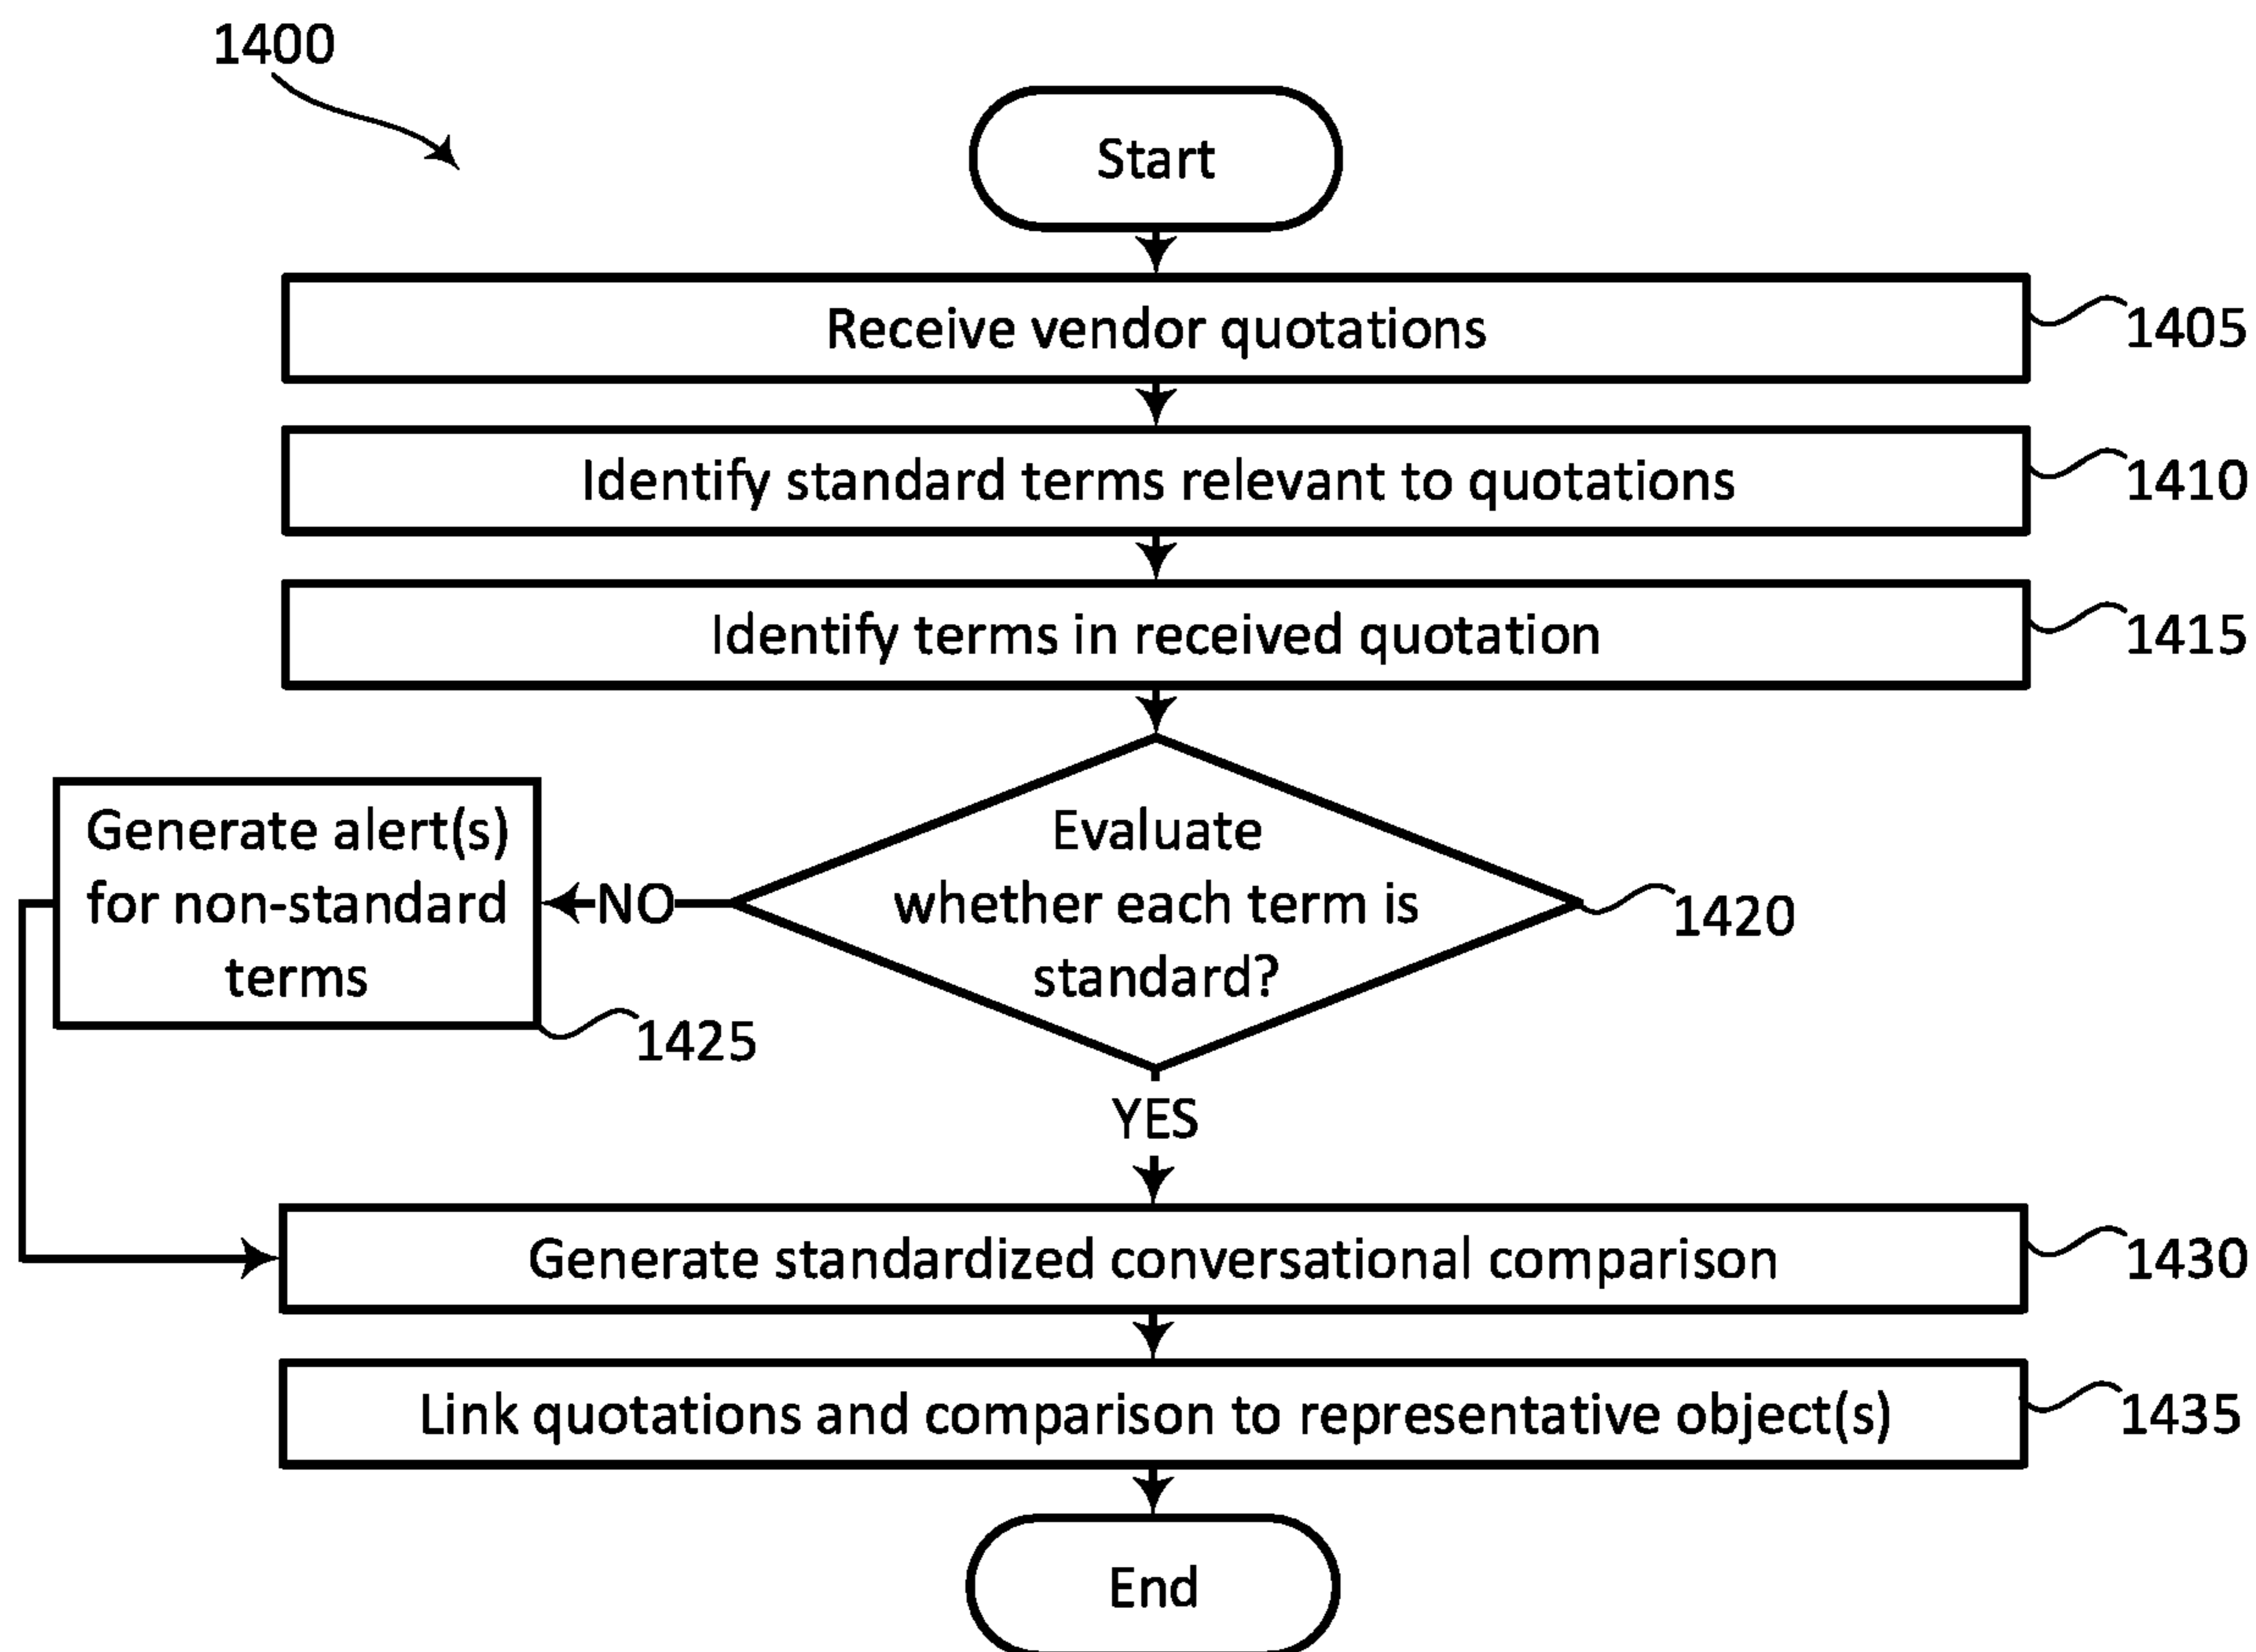 1400
Start
Receive vendor quotations
1405
Identify standard terms relevant to quotations
1410
Identify terms in received quotation
1415
Evaluate
whether each term is
standard?
1420
NO
Generate alert(s)
for non-standard
terms
1425
YES
Generate standardized conversational comparison
1430
Link quotations and comparison to representative object(s)
1435
End